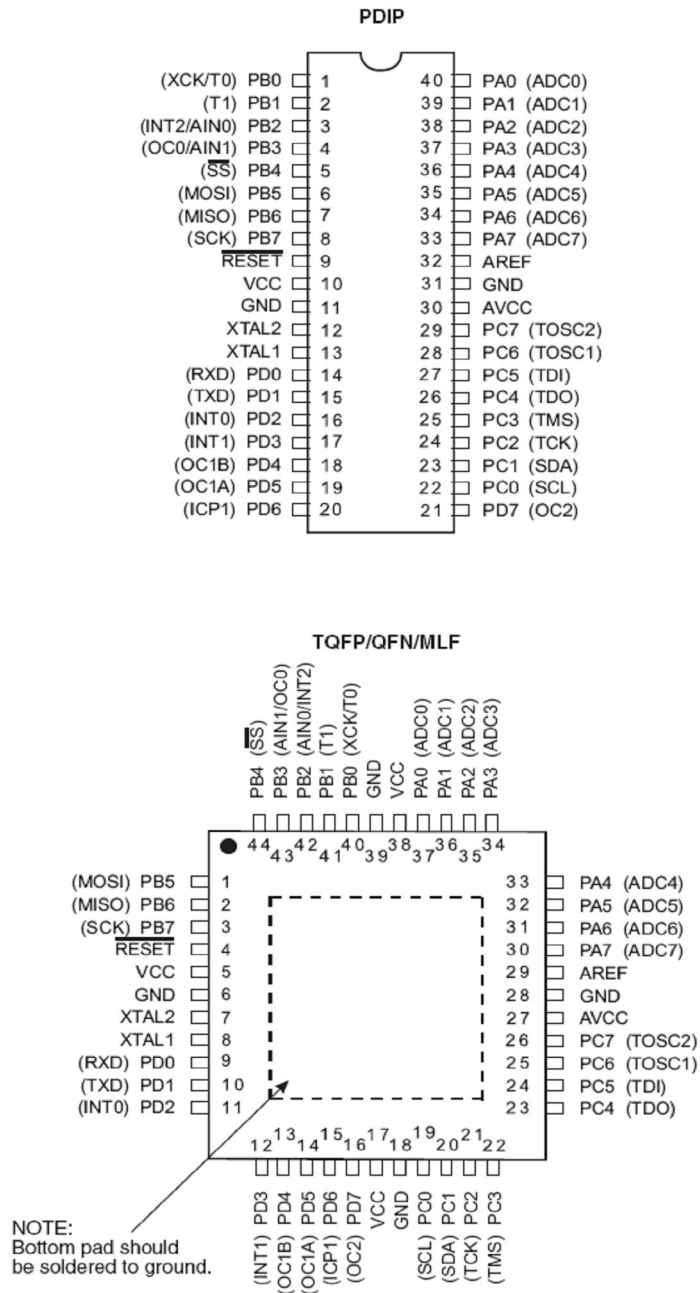 PDIP
(XCK/T0) PB0 1 40 PA0 (ADC0)
(T1) PB1 2 39 PA1 (ADC1)
(INT2/AIN0) PB2 3 38 PA2 (ADC2)
(OC0/AIN1) PB3 4 37 PA3 (ADC3)
(SS) PB4 5 36 PA4 (ADC4)
(MOSI) PB5 6 35 PA5 (ADC5)
(MISO) PB6 7 34 PA6 (ADC6)
(SCK) PB7 8 33 PA7 (ADC7)
RESET 9 32 AREF
VCC 10 31 GND
GND 11 30 AVCC
XTAL2 12 29 PC7 (TOSC2)
XTAL1 13 28 PC6 (TOSC1)
(RXD) PD0 14 27 PC5 (TDI)
(TXD) PD1 15 26 PC4 (TDO)
(INT0) PD2 16 25 PC3 (TMS)
(INT1) PD3 17 24 PC2 (TCK)
(OC1B) PD4 18 23 PC1 (SDA)
(OC1A) PD5 19 22 PC0 (SCL)
(ICP1) PD6 20 21 PD7 (OC2)
TQFP/QFN/MLF
PB4 (SS)
PB3 (AIN1/OC0)
PB2 (AIN0/INT2)
PB1 (T1)
PB0 (XCK/T0)
GND
VCC
PA0 (ADC0)
PA1 (ADC1)
PA2 (ADC2)
PA3 (ADC3)
44 43 42 41 40 39 38 37 36 35 34
(MOSI) PB5 1 33 PA4 (ADC4)
(MISO) PB6 2 32 PA5 (ADC5)
(SCK) PB7 3 31 PA6 (ADC6)
RESET 4 30 PA7 (ADC7)
VCC 5 29 AREF
GND 6 28 GND
XTAL2 7 27 AVCC
XTAL1 8 26 PC7 (TOSC2)
(RXD) PD0 9 25 PC6 (TOSC1)
(TXD) PD1 10 24 PC5 (TDI)
(INT0) PD2 11 23 PC4 (TDO)
12 13 14 15 16 17 18 19 20 21 22
(INT1) PD3
(OC1B) PD4
(OC1A) PD5
(ICP1) PD6
(OC2) PD7
VCC
GND
(SCL) PC0
(SDA) PC1
(TCK) PC2
(TMS) PC3
NOTE:
Bottom pad should
be soldered to ground.